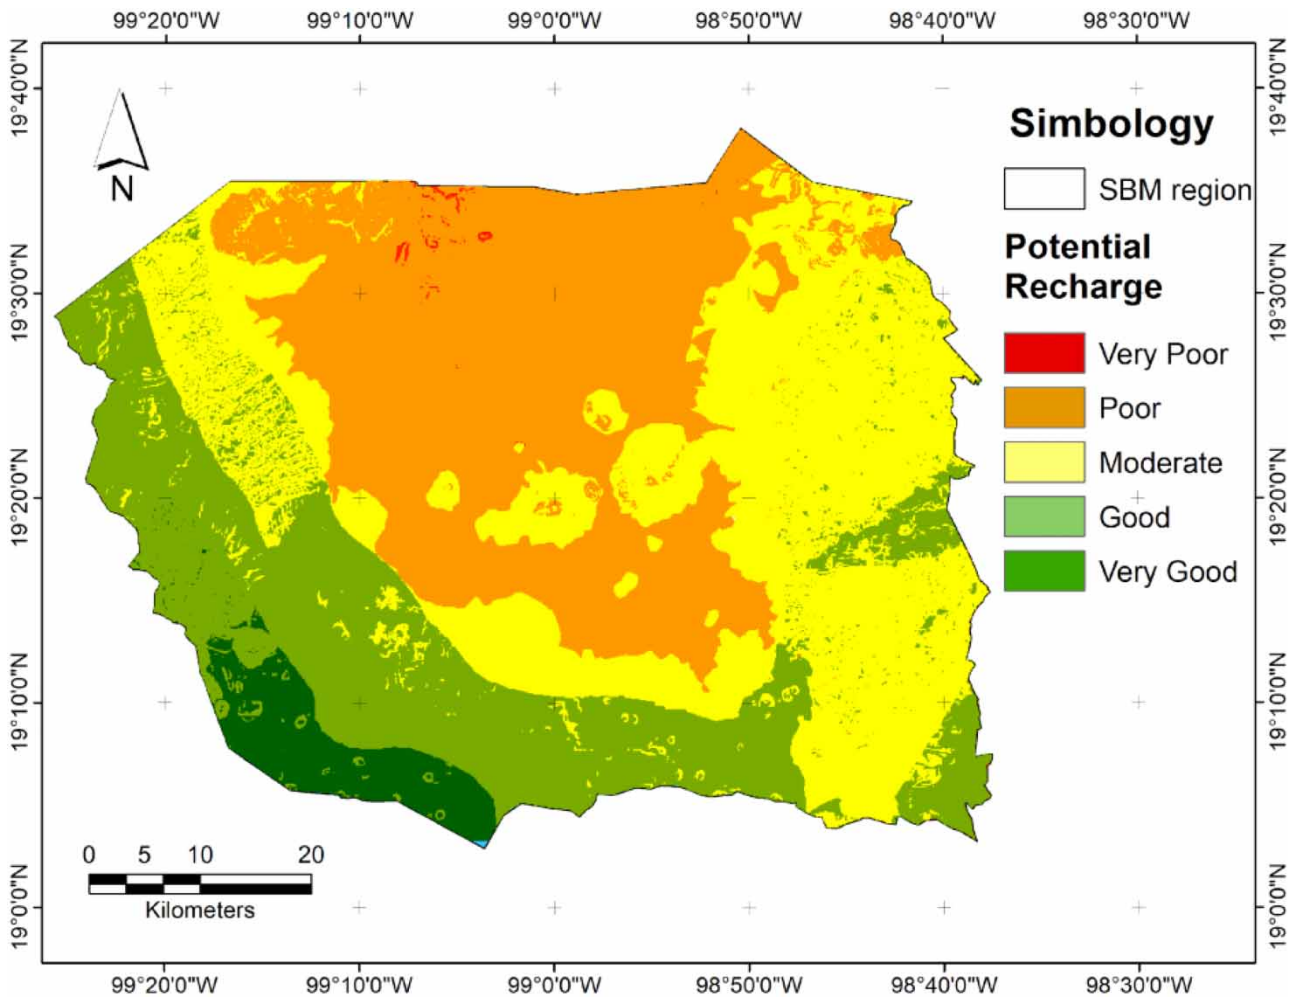 99°20'0"W 99°10'0"W 99°0'0"W 98°50'0"W 98°40'0"W 98°30'0"W
19°40'0"N
19°30'0"N
19°20'0"N
19°10'0"N
19°0'0"N
N
Simbology
SBM region
Potential
Recharge
Very Poor
Poor
Moderate
Good
Very Good
0 5 10 20
Kilometers
19°40'0"N
19°30'0"N
19°20'0"N
19°10'0"N
19°0'0"N
99°20'0"W 99°10'0"W 99°0'0"W 98°50'0"W 98°40'0"W 98°30'0"W